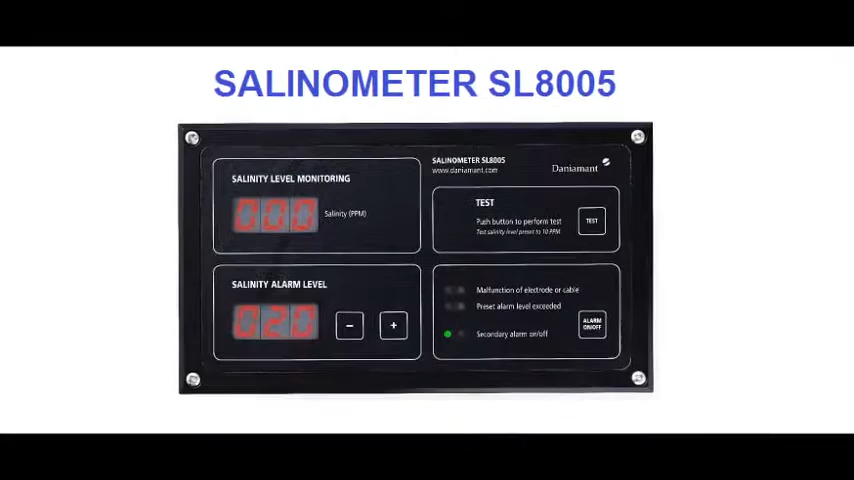 SALINOMETER SL8005
SALINITY LEVEL MONITORING
000
Salinity (PPM)
SALINOMETER SL8005
www.daniamant.com
Daniamant
TEST
Push button to perform test
Test salinity level preset to 10 PPM
TEST
SALINITY ALARM LEVEL
020
-
+
Malfunction of electrode or cable
Preset alarm level exceeded
Secondary alarm on/off
ALARM
ON/OFF